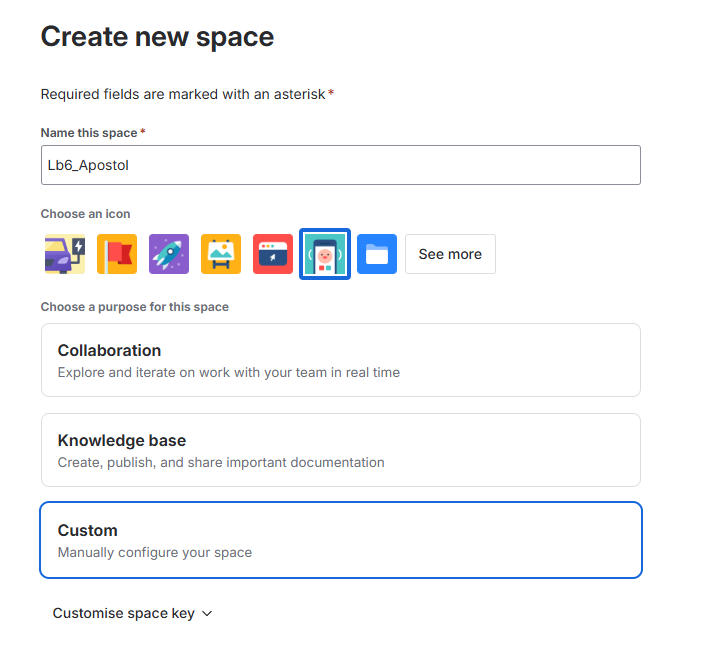 Create new space
Required fields are marked with an asterisk*
Name this space*
Lb6_Apostol
Choose an icon
See more
Choose a purpose for this space
Collaboration
Explore and iterate on work with your team in real time
Knowledge base
Create, publish, and share important documentation
Custom
Manually configure your space
Customise space key